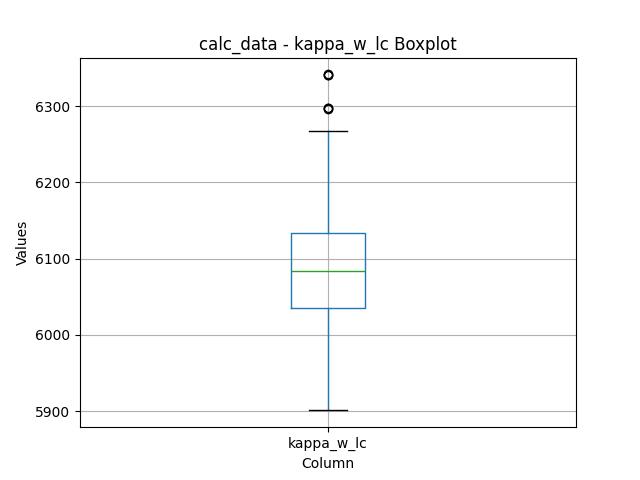 calc_data - kappa_w_lc Boxplot
6300
6200
6100
6000
5900
Values
kappa_w_lc
Column